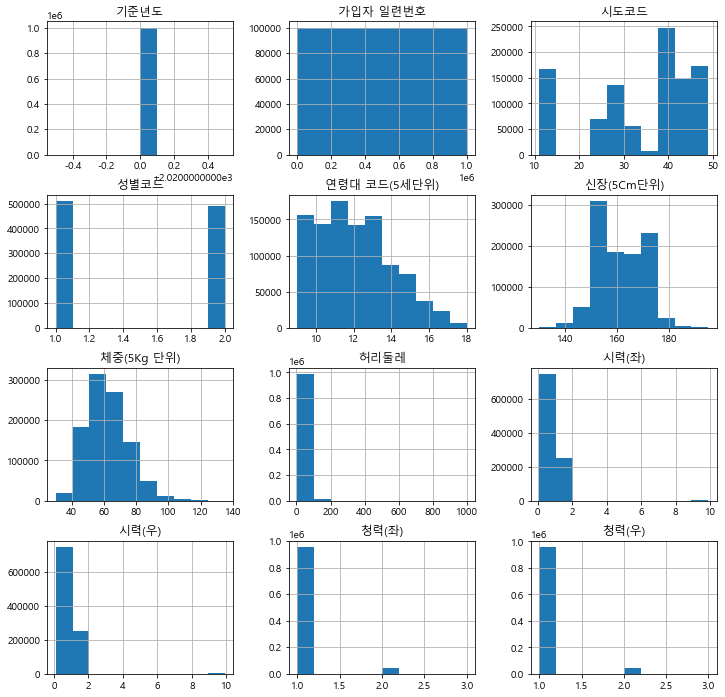 기준년도 가입자 일련번호 시도코드
1e6
1.0
0.8
0.6
0.4
0.2
0.0
-0.4 -0.2 0.0 0.2 0.4
+2.0200000000e3
100000
80000
60000
40000
20000
0
0.0 0.2 0.4 0.6 0.8 1.0
1e6
250000
200000
150000
100000
50000
0
10 20 30 40 50
성별코드 연령대 코드(5세단위) 신장(5Cm단위)
500000
400000
300000
200000
100000
0
1.0 1.2 1.4 1.6 1.8 2.0
150000
100000
50000
0
10 12 14 16 18
300000
200000
100000
0
140 160 180
체중(5Kg 단위) 허리둘레 시력(좌)
300000
200000
100000
0
40 60 80 100 120 140
1e6
1.0
0.8
0.6
0.4
0.2
0.0
0 200 400 600 800 1000
600000
400000
200000
0
0 2 4 6 8 10
시력(우) 청력(좌) 청력(우)
600000
400000
200000
0
0 2 4 6 8 10
1e6
1.0
0.8
0.6
0.4
0.2
0.0
1.0 1.5 2.0 2.5 3.0
1e6
1.0
0.8
0.6
0.4
0.2
0.0
1.0 1.5 2.0 2.5 3.0